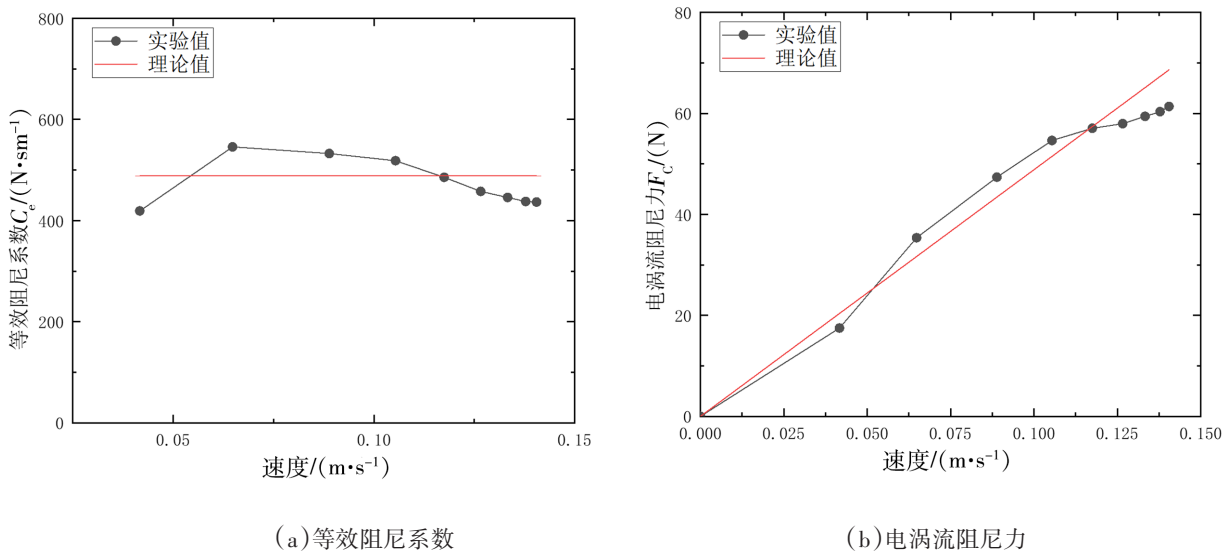 800
600
400
200
0
实验值
理论值
等效阻尼系数Cₑ/(N•sm⁻¹)
0.05
0.10
0.15
速度/(m•s⁻¹)
(a)等效阻尼系数
80
60
40
20
0
实验值
理论值
电涡流阻尼力F_C/(N)
0.000
0.025
0.050
0.075
0.100
0.125
0.150
速度/(m•s⁻¹)
(b)电涡流阻尼力